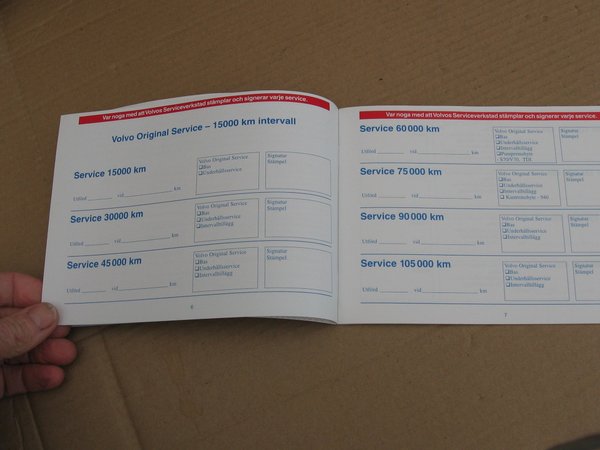 Var noga med att Volvos Serviceverkstad stämplar och signerar varje service.
Volvo Original Service – 15000 km intervall
Service 15000 km
Utförd vid km
Volvo Original Service
❑Bas
❑Underhållsservice
Signatur
Stämpel
Service 30000 km
Utförd vid km
Volvo Original Service
❑Bas
❑Underhållsservice
❑Intervalltillägg
Signatur
Stämpel
Service 45000 km
Utförd vid km
Volvo Original Service
❑Bas
❑Underhållsservice
❑Intervalltillägg
Signatur
Stämpel
6
Var noga med att Volvos Serviceverkstad stämplar och signerar varje service.
Service 60000 km
Utförd vid km
Volvo Original Service
❑Bas
❑Underhållsservice
❑Intervalltillägg
Signatur
Stämpel
Service 75000 km
Utförd vid km
Volvo Original Service
❑Bas
❑Underhållsservice
❑Intervalltillägg
❑ - 940
Signatur
Stämpel
Service 90000 km
Utförd vid km
Volvo Original Service
❑Bas
❑Underhållsservice
❑Intervalltillägg
Signatur
Stämpel
Service 105000 km
Utförd vid km
Volvo Original Service
❑Bas
❑Underhållsservice
❑Intervalltillägg
Signatur
Stämpel
7